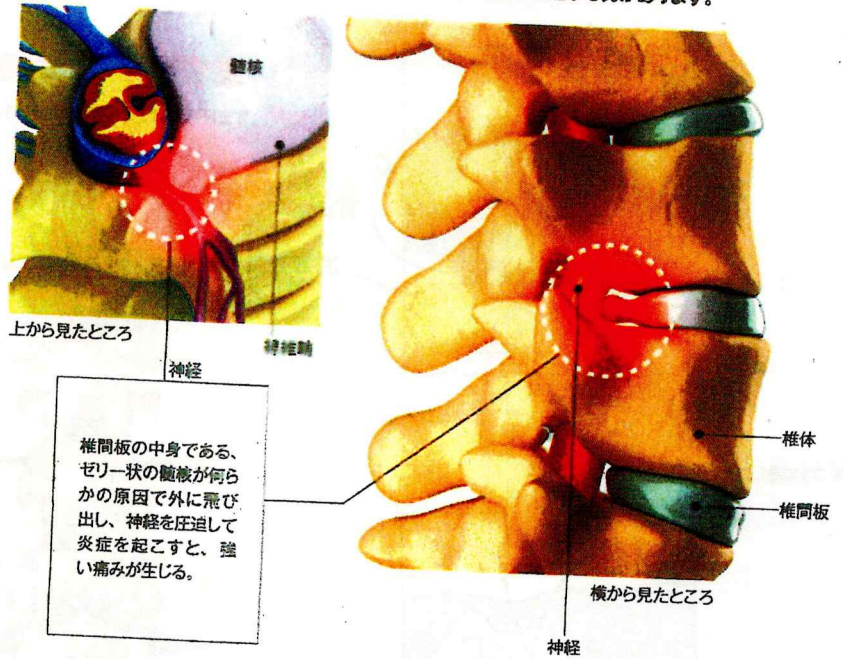 髄核
上から見たところ
神経
椎間板の中身である、
ゼリー状の髄核が何ら
かの原因で外に飛び
出し、神経を圧迫して
炎症を起こすと、強
い痛みが生じる。
椎体
椎間板
横から見たところ
神経